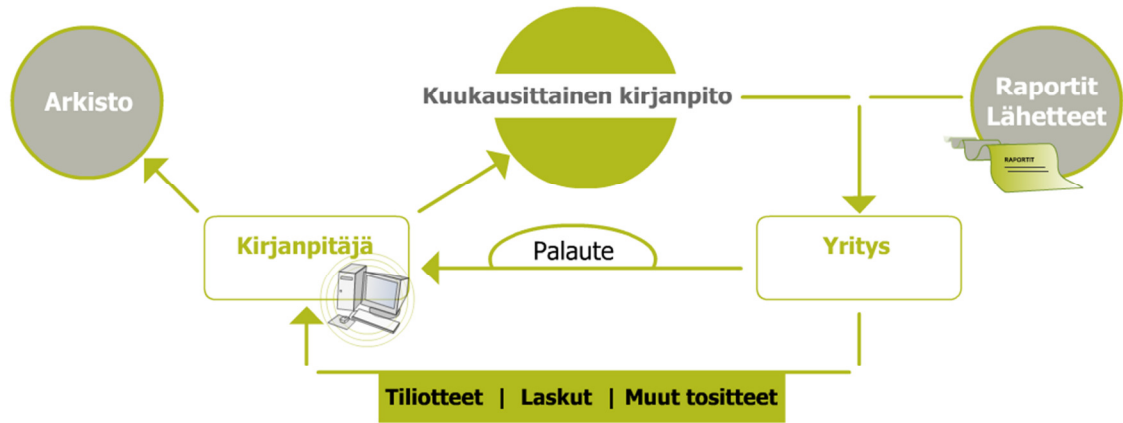 Arkisto
Kuukausittainen kirjanpito
Raportit
Lähetteet
RAPORTIT
Kirjanpitäjä
Palaute
Yritys
Tiliotteet | Laskut | Muut tositteet